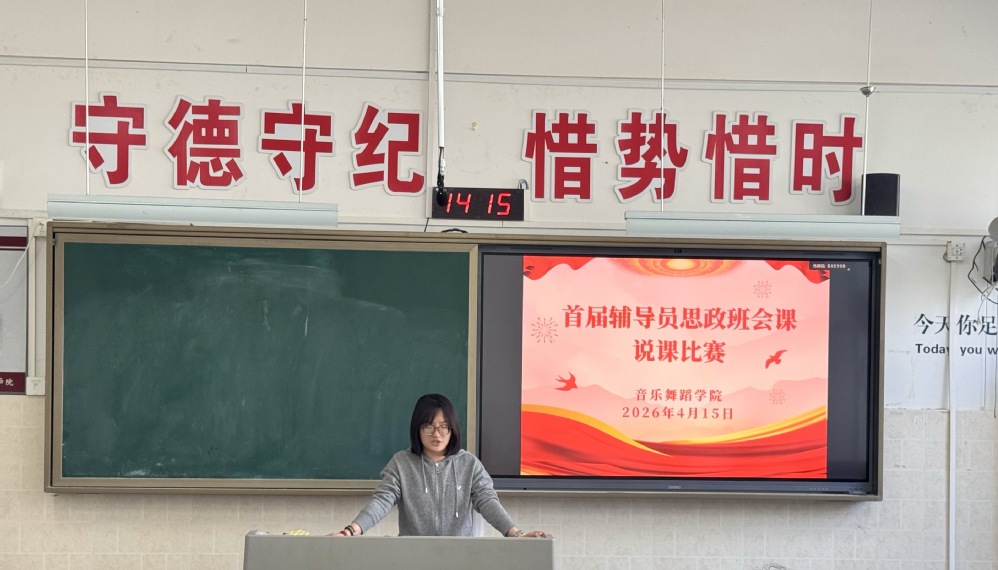 守德守纪 惜势惜时
14 15
首届辅导员思政班会课
说课比赛
音乐舞蹈学院
2026年4月15日
今天你足
Today you w